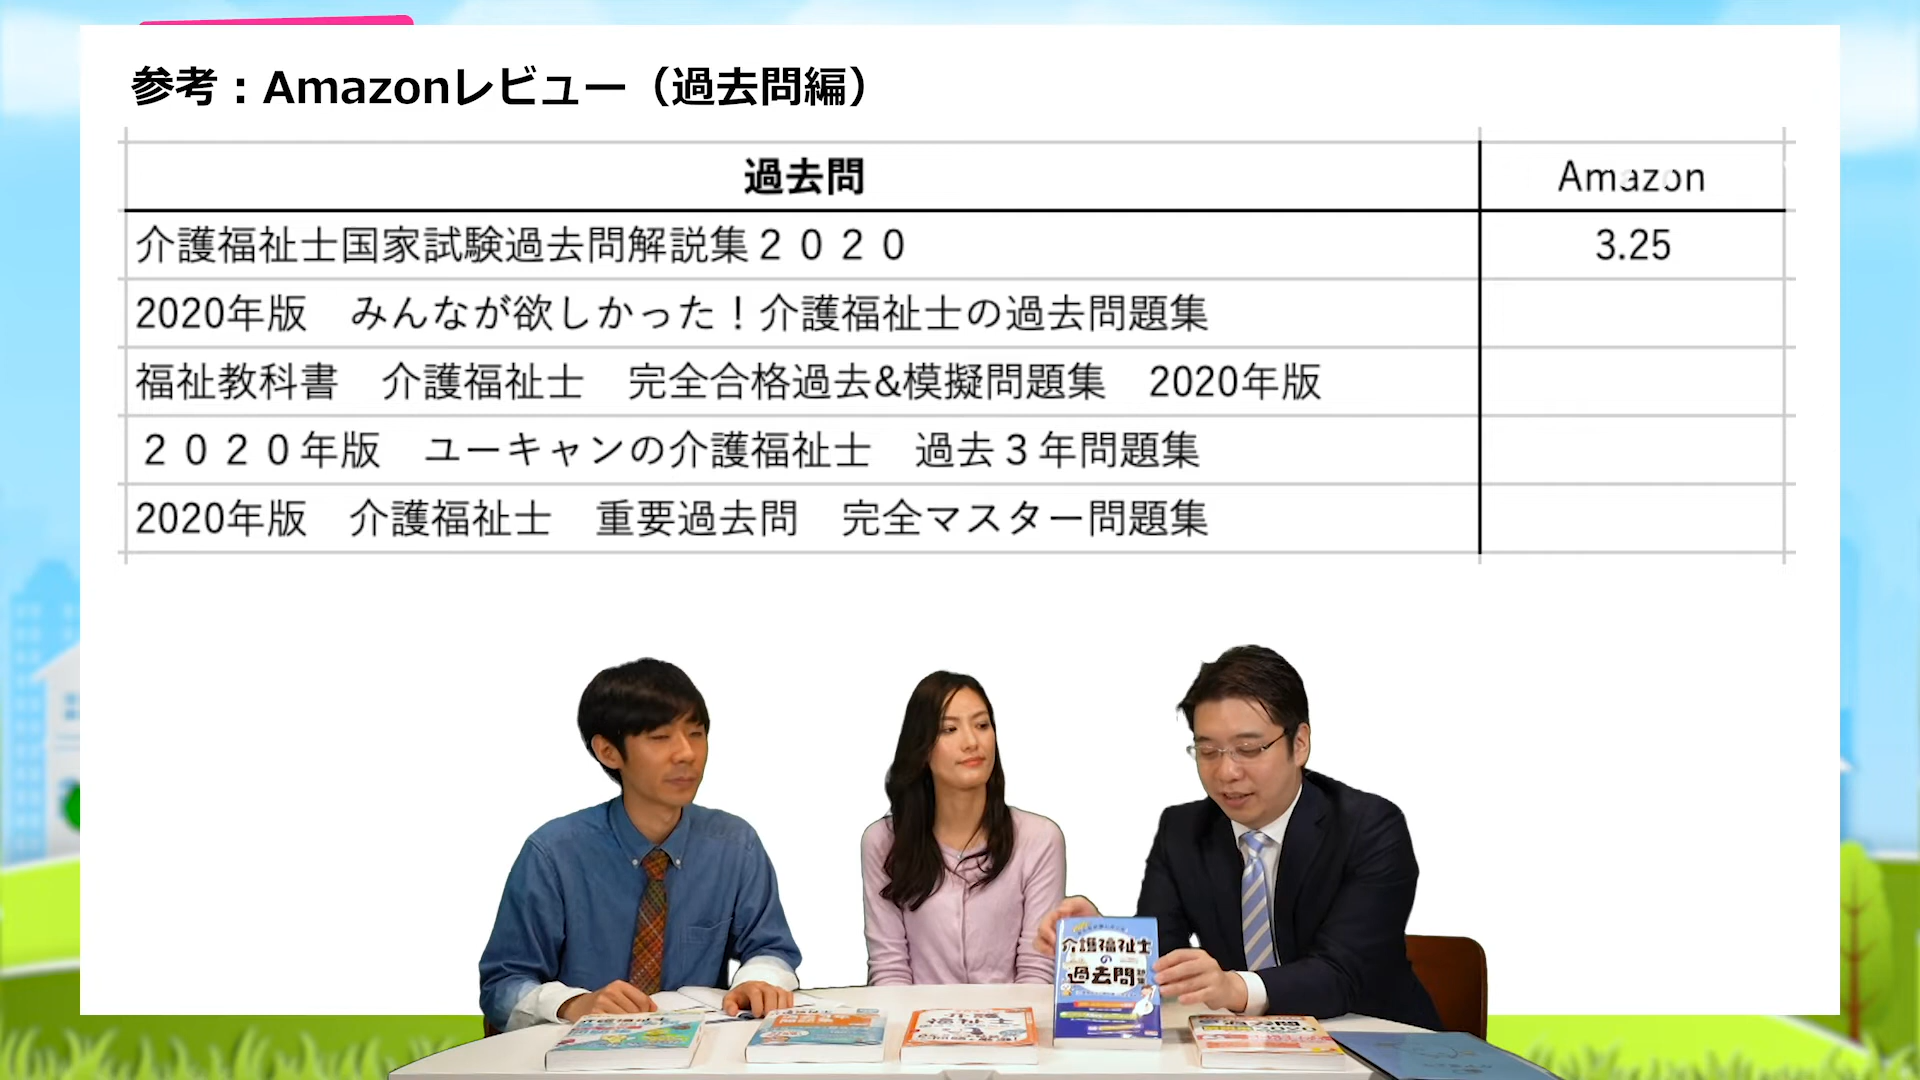 参考：Amazonレビュー（過去問編）
過去問 Amazon
介護福祉士国家試験過去問解説集２０２０ 3.25
2020年版　みんなが欲しかった！介護福祉士の過去問題集
福祉教科書　介護福祉士　完全合格過去&模擬問題集　2020年版
２０２０年版　ユーキャンの介護福祉士　過去３年問題集
2020年版　介護福祉士　重要過去問　完全マスター問題集
介護福祉士
の
過去問題集